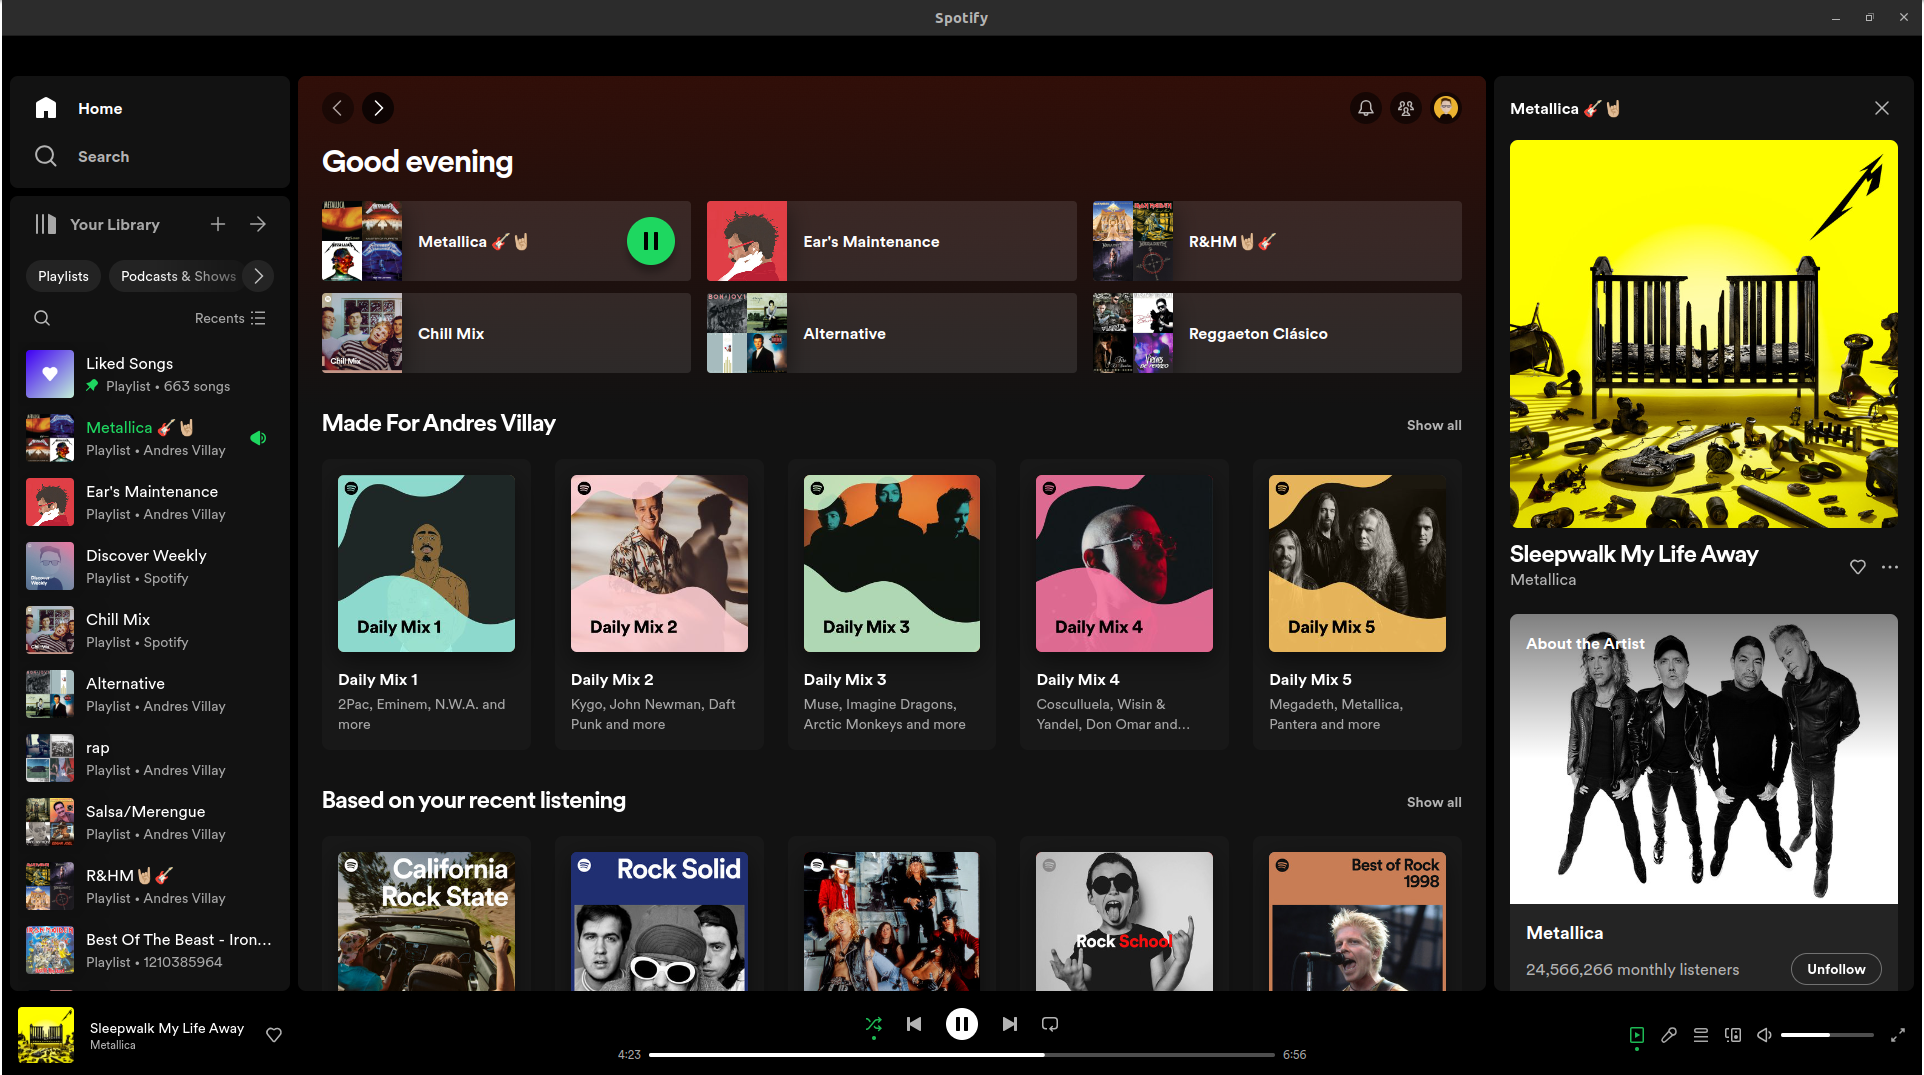 Spotify
Home
Search
Your Library
Playlists
Podcasts & Shows
Recents
Liked Songs
Playlist • 663 songs
Metallica 🎸🤘🏼
Playlist • Andres Villay
Ear's Maintenance
Playlist • Andres Villay
Discover Weekly
Playlist • Spotify
Chill Mix
Playlist • Spotify
Alternative
Playlist • Andres Villay
rap
Playlist • Andres Villay
Salsa/Merengue
Playlist • Andres Villay
R&HM🤘🏼🎸
Playlist • Andres Villay
Best Of The Beast - Iron...
Playlist • 1210385964
Good evening
Metallica 🎸🤘🏼
Ear's Maintenance
R&HM🤘🏼🎸
Chill Mix
Chill Mix
Alternative
Reggaeton Clásico
Made For Andres Villay
Show all
Daily Mix 1
Daily Mix 2
Daily Mix 3
Daily Mix 4
Daily Mix 5
Daily Mix 1
2Pac, Eminem, N.W.A. and
more
Daily Mix 2
Kygo, John Newman, Daft
Punk and more
Daily Mix 3
Muse, Imagine Dragons,
Arctic Monkeys and more
Daily Mix 4
Cosculluela, Wisin &
Yandel, Don Omar and...
Daily Mix 5
Megadeth, Metallica,
Pantera and more
Based on your recent listening
Show all
California
Rock State
Rock Solid
Rock School
Best of Rock
1998
Metallica 🎸🤘🏼
Sleepwalk My Life Away
Metallica
About the Artist
Metallica
24,566,266 monthly listeners
Unfollow
Sleepwalk My Life Away
Metallica
4:23
6:56